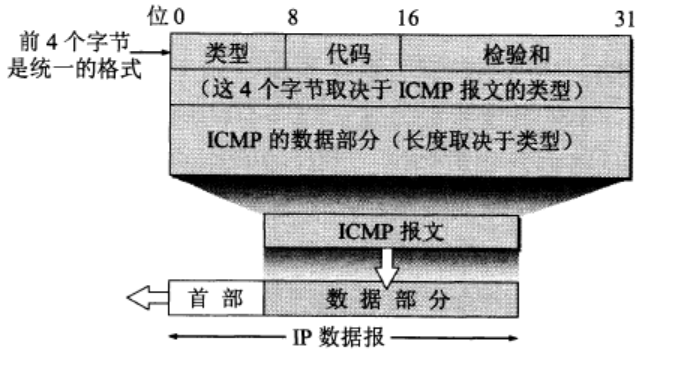 位 0 8 16 31
前 4 个字节
是统一的格式
类型 代码 检验和
（这 4 个字节取决于 ICMP 报文的类型）
ICMP 的数据部分（长度取决于类型）
ICMP 报文
首部 数据部分
IP 数据报